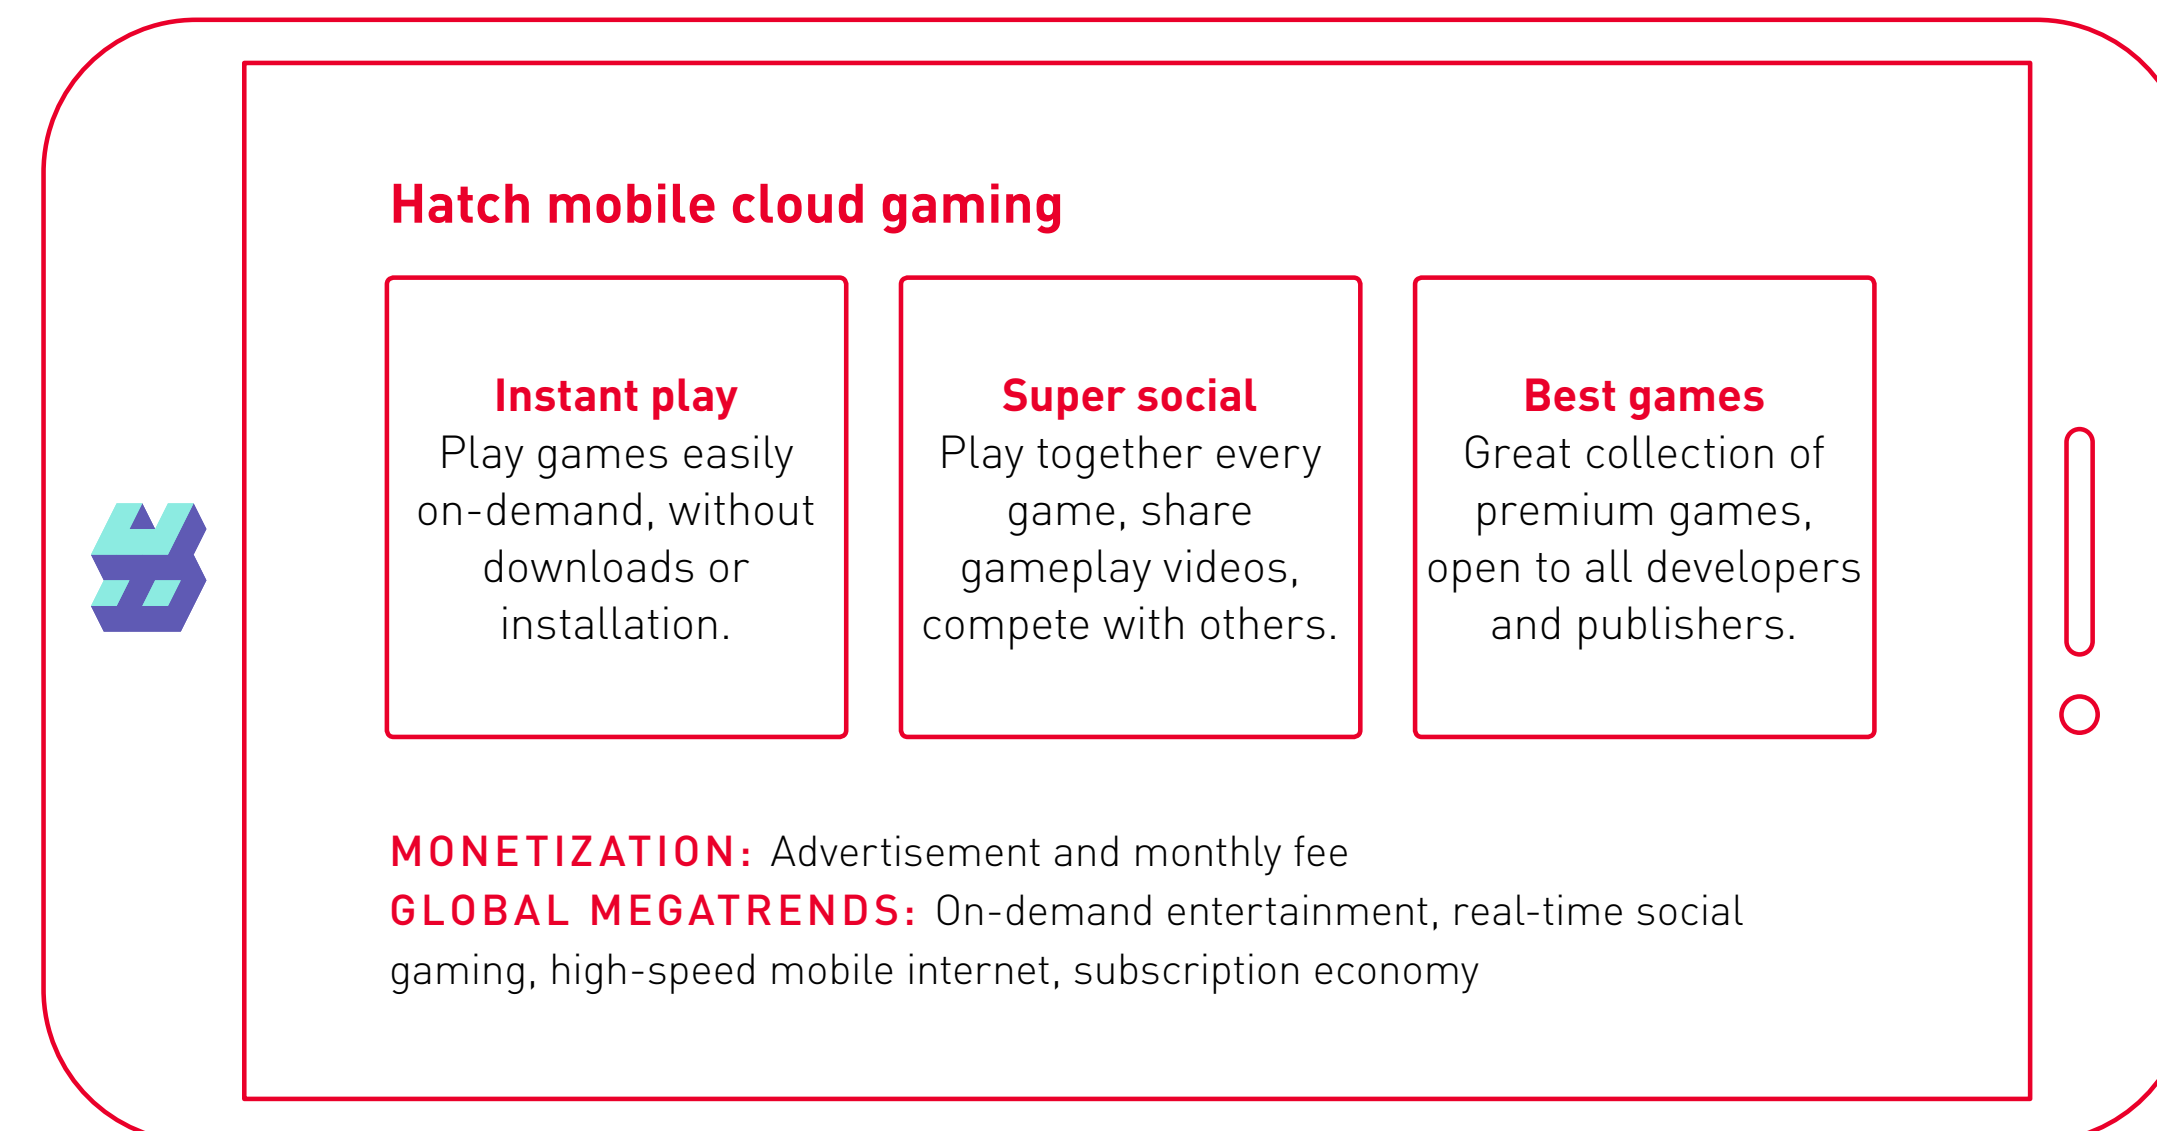 Hatch mobile cloud gaming
Instant play
Play games easily
on-demand, without
downloads or
installation.
Super social
Play together every
game, share
gameplay videos,
compete with others.
Best games
Great collection of
premium games,
open to all developers
and publishers.
MONETIZATION: Advertisement and monthly fee
GLOBAL MEGATRENDS: On-demand entertainment, real-time social
gaming, high-speed mobile internet, subscription economy